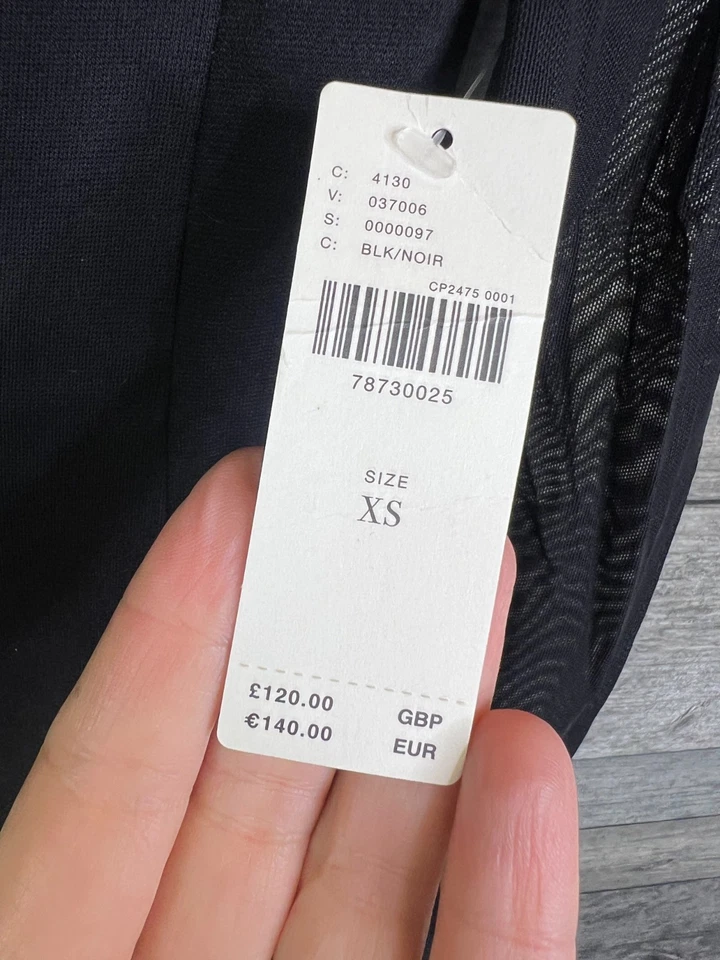 C: 4130
V: 037006
S: 0000097
C: BLK/NOIR
CP2475 0001
78730025
SIZE
XS
£120.00 GBP
€140.00 EUR